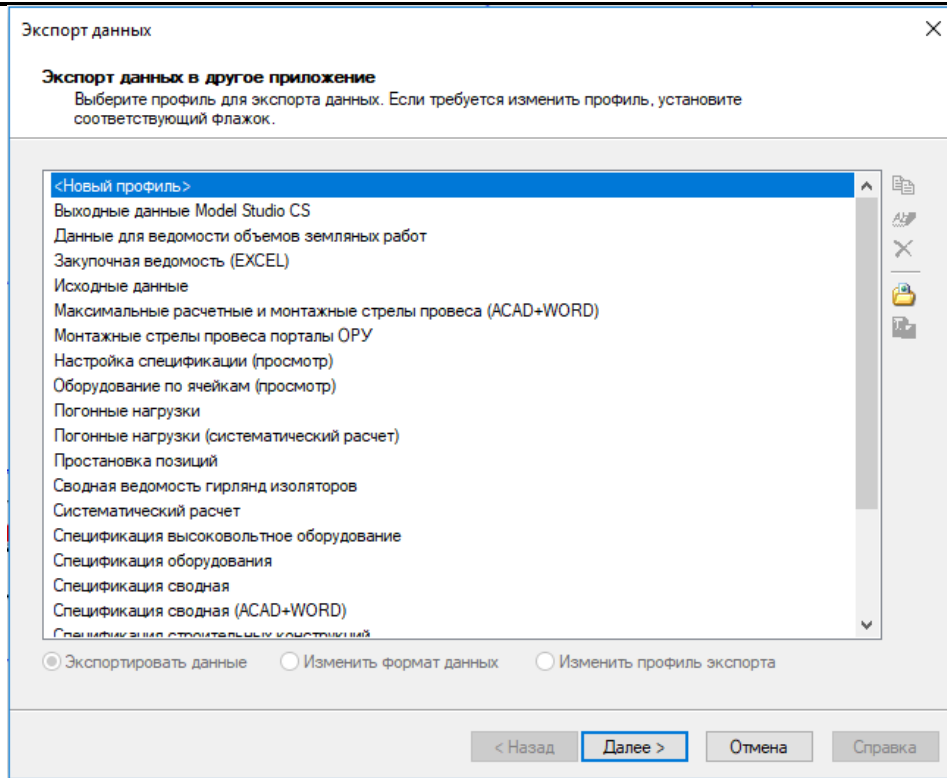 Экспорт данных
Экспорт данных в другое приложение
Выберите профиль для экспорта данных. Если требуется изменить профиль, установите
соответствующий флажок.
<Новый профиль>
Выходные данные Model Studio CS
Данные для ведомости объемов земляных работ
Закупочная ведомость (EXCEL)
Исходные данные
Максимальные расчетные и монтажные стрелы провеса (ACAD+WORD)
Монтажные стрелы провеса порталы ОРУ
Настройка спецификации (просмотр)
Оборудование по ячейкам (просмотр)
Погонные нагрузки
Погонные нагрузки (систематический расчет)
Простановка позиций
Сводная ведомость гирлянд изоляторов
Систематический расчет
Спецификация высоковольтное оборудование
Спецификация оборудования
Спецификация сводная
Спецификация сводная (ACAD+WORD)
Спецификация строительных конструкций
Экспортировать данные Изменить формат данных Изменить профиль экспорта
< Назад Далее > Отмена Справка